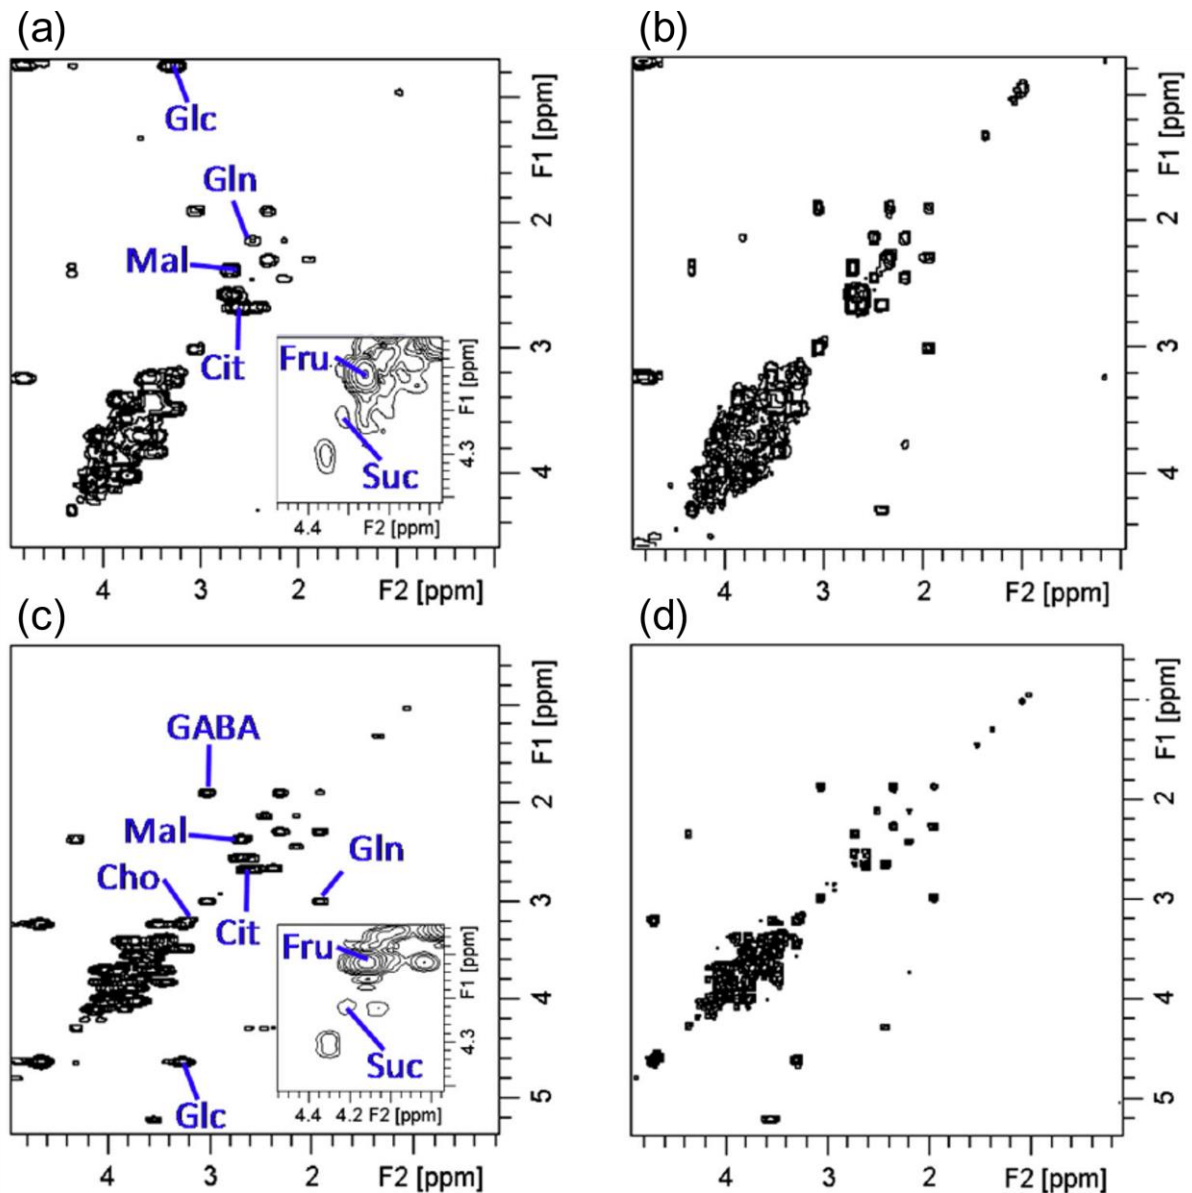 (a)
(b)
Glc
Gln
Mal
Cit
Fru
Suc
4.3
F1 [ppm]
4.4
F2 [ppm]
F1 [ppm]
2
3
4
4
3
2
F2 [ppm]
F1 [ppm]
2
3
4
4
3
2
F2 [ppm]
(c)
(d)
GABA
Mal
Cho
Cit
Gln
Glc
Fru
Suc
F1 [ppm]
4.3
4.4
4.2
F2 [ppm]
F1 [ppm]
2
3
4
5
4
3
2
F2 [ppm]
F1 [ppm]
2
3
4
5
4
3
2
F2 [ppm]